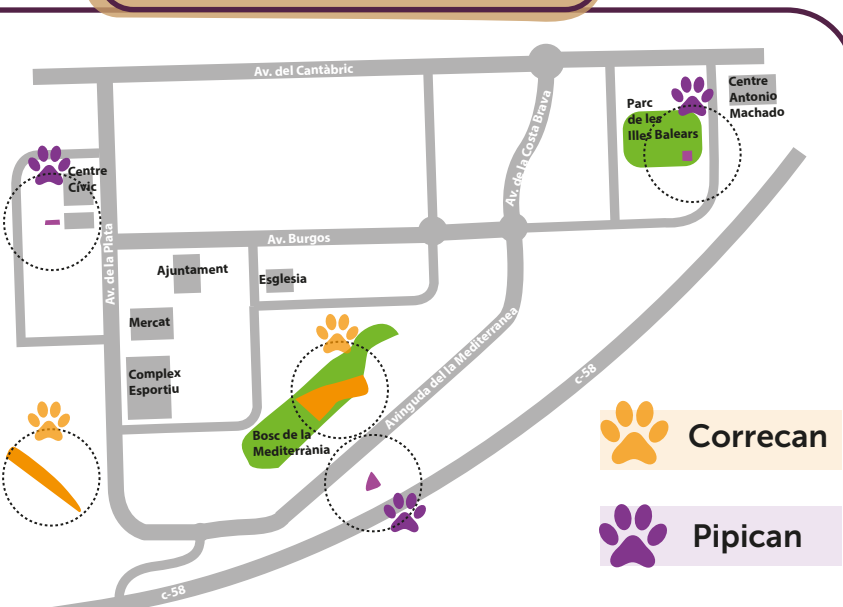 Av. del Cantàbric
Centre
Antonio
Machado
Parc
de les
Illes Balears
Av. de la Costa Brava
Centre
Cívic
Av. de la Plata
Av. Burgos
Ajuntament
Esglesia
Mercat
Complex
Esportiu
Avinguda del la Mediterranea
c-58
Bosc de la
Mediterrània
Correcan
Pipican
c-58